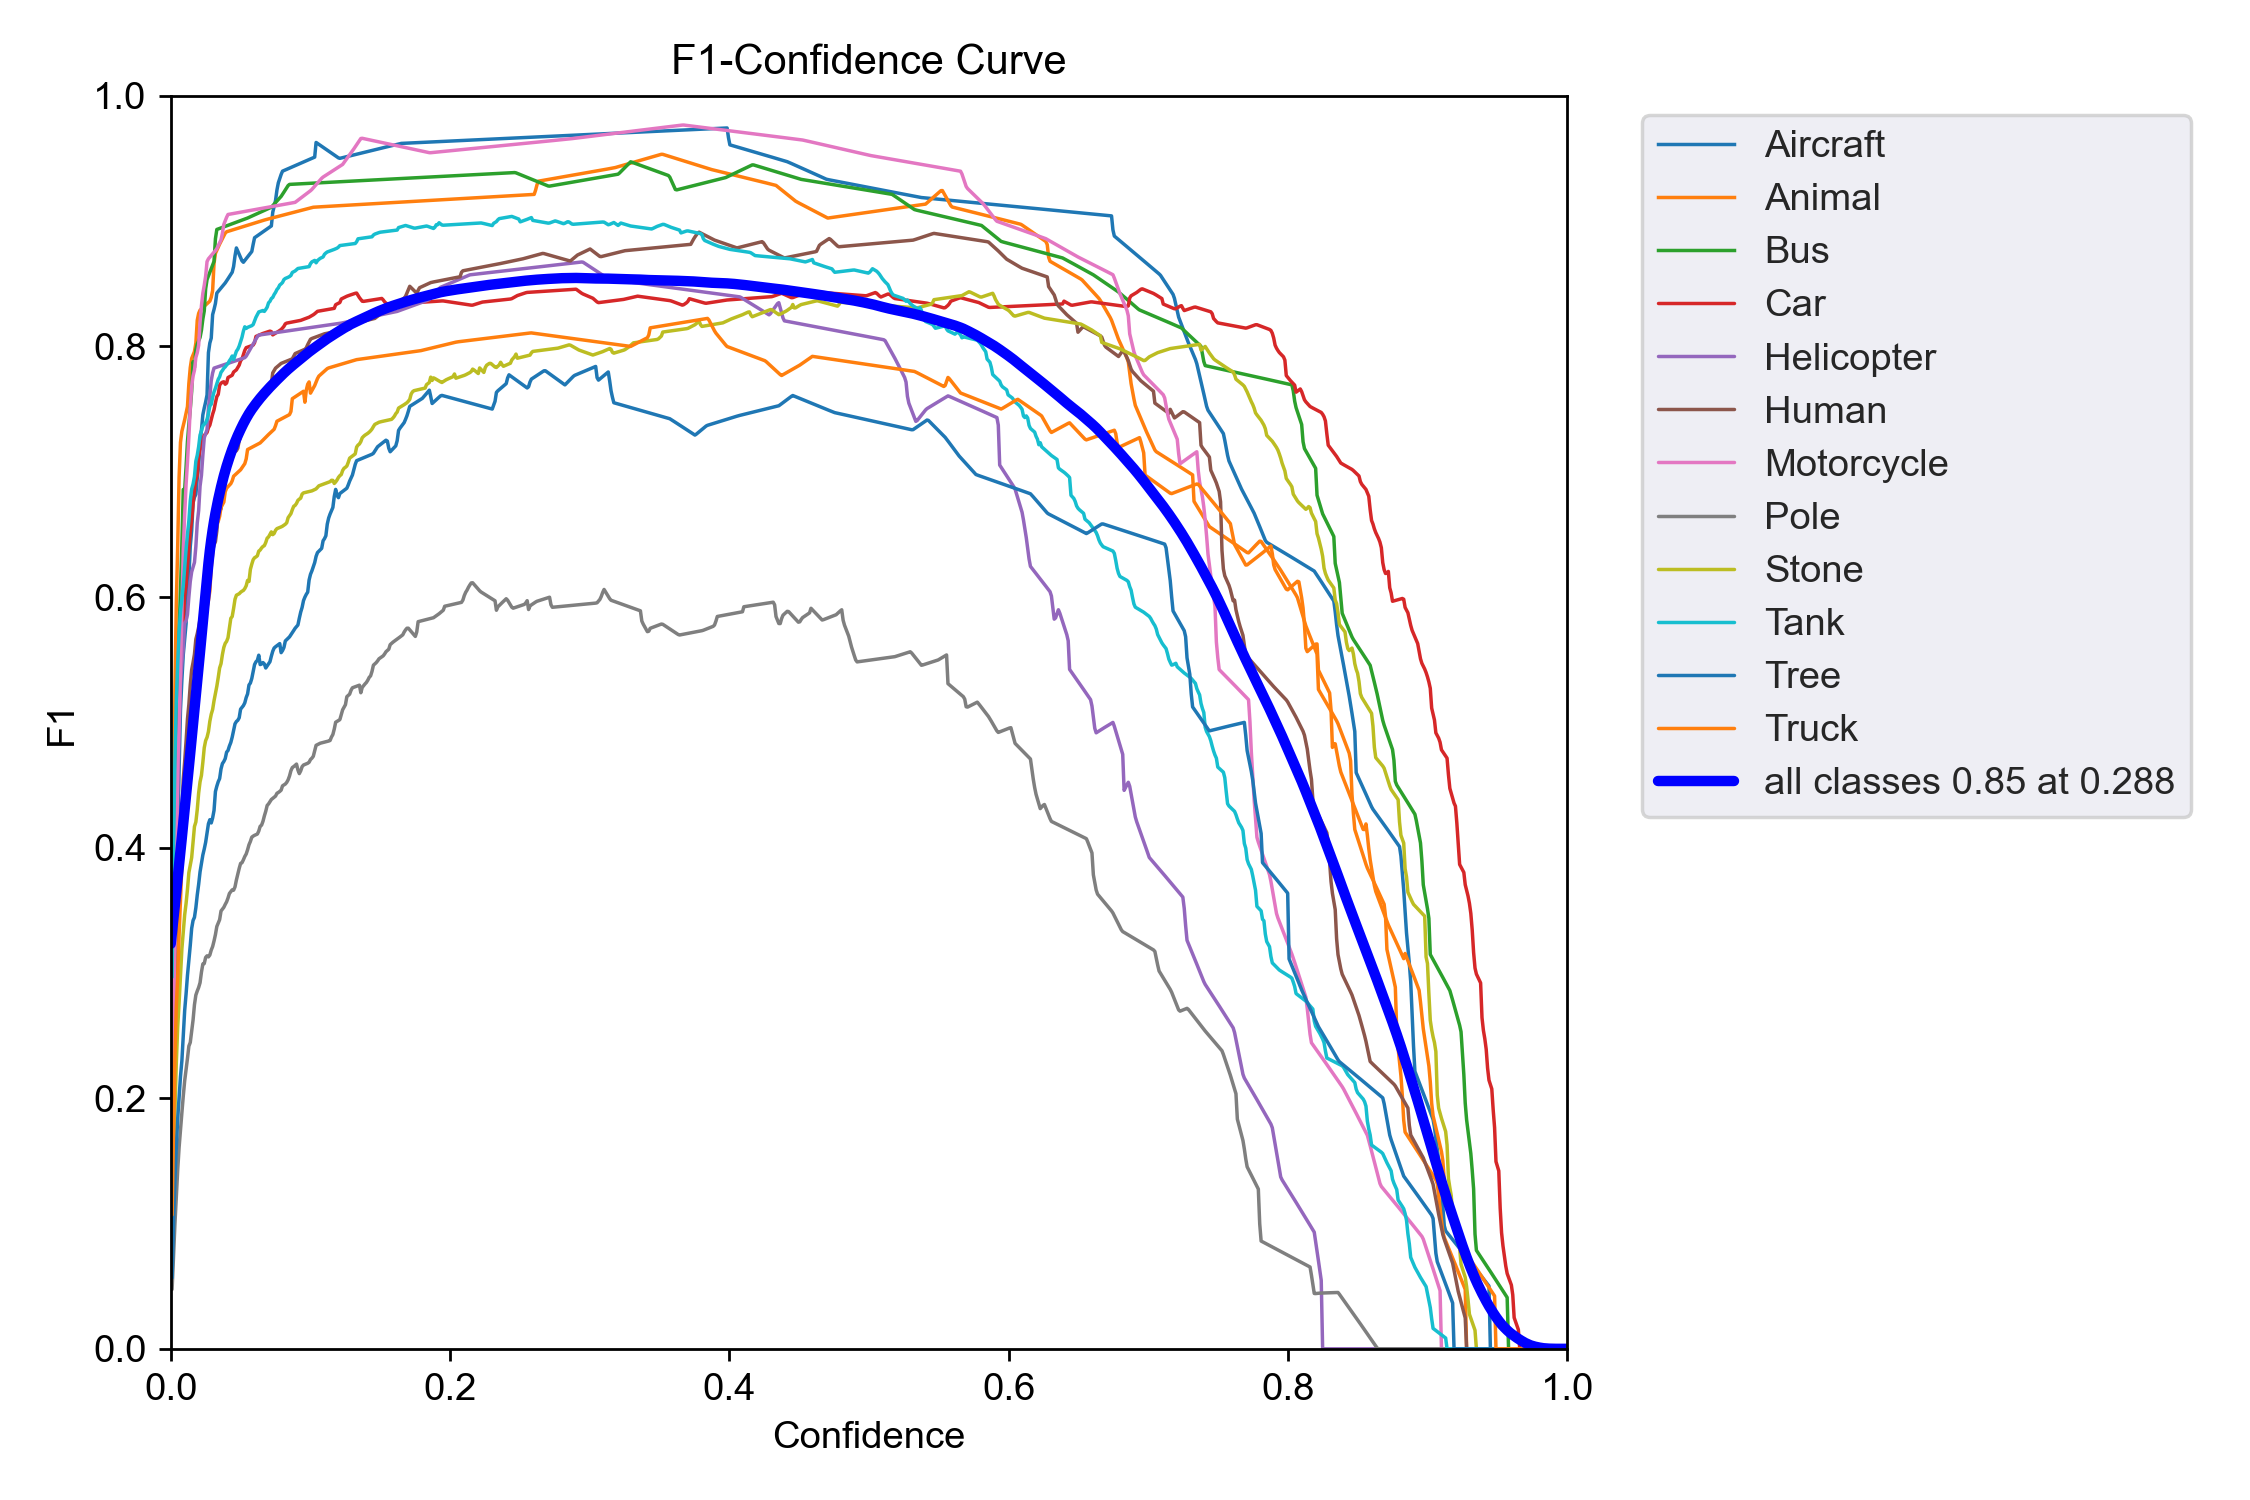 F1-Confidence Curve
1.0
0.8
0.6
0.4
0.2
0.0
F1
0.0 0.2 0.4 0.6 0.8 1.0
Confidence
Aircraft
Animal
Bus
Car
Helicopter
Human
Motorcycle
Pole
Stone
Tank
Tree
Truck
all classes 0.85 at 0.288